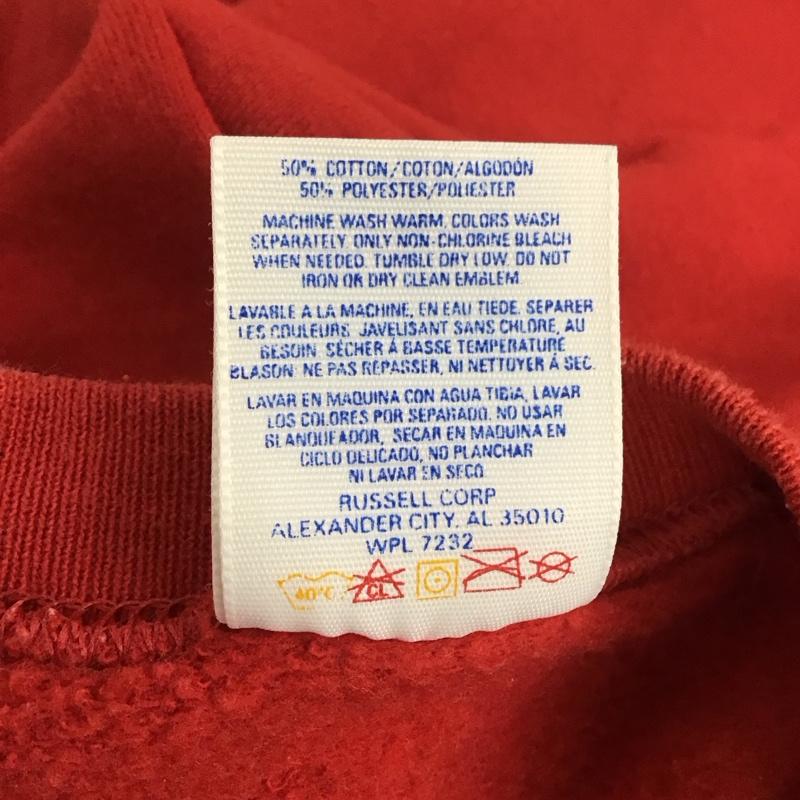 50% COTTON/COTON/ALGODÓN
50% POLYESTER/POLIESTER
MACHINE WASH WARM, COLORS WASH
SEPARATELY. ONLY NON-CHLORINE BLEACH
WHEN NEEDED. TUMBLE DRY LOW. DO NOT
IRON OR DRY CLEAN EMBLEM.
LAVABLE A LA MACHINE, EN EAU TIEDE. SEPARER
LES COULEURS. JAVELISANT SANS CHLORE, AU
BESOIN. SÉCHER Á BASSE TEMPERATURE
BLASON: NE PAS REPASSER, NI NETTOYER Á SEC.
LAVAR EN MAQUINA CON AGUA TIBIA, LAVAR
LOS COLORES POR SEPARADO. NO USAR
BLANQUEADOR, SECAR EN MAQUINA EN
CICLO DELICADO, NO PLANCHAR
NI LAVAR EN SECO.
RUSSELL CORP
ALEXANDER CITY, AL 35010
WPL 7232
40°C CL